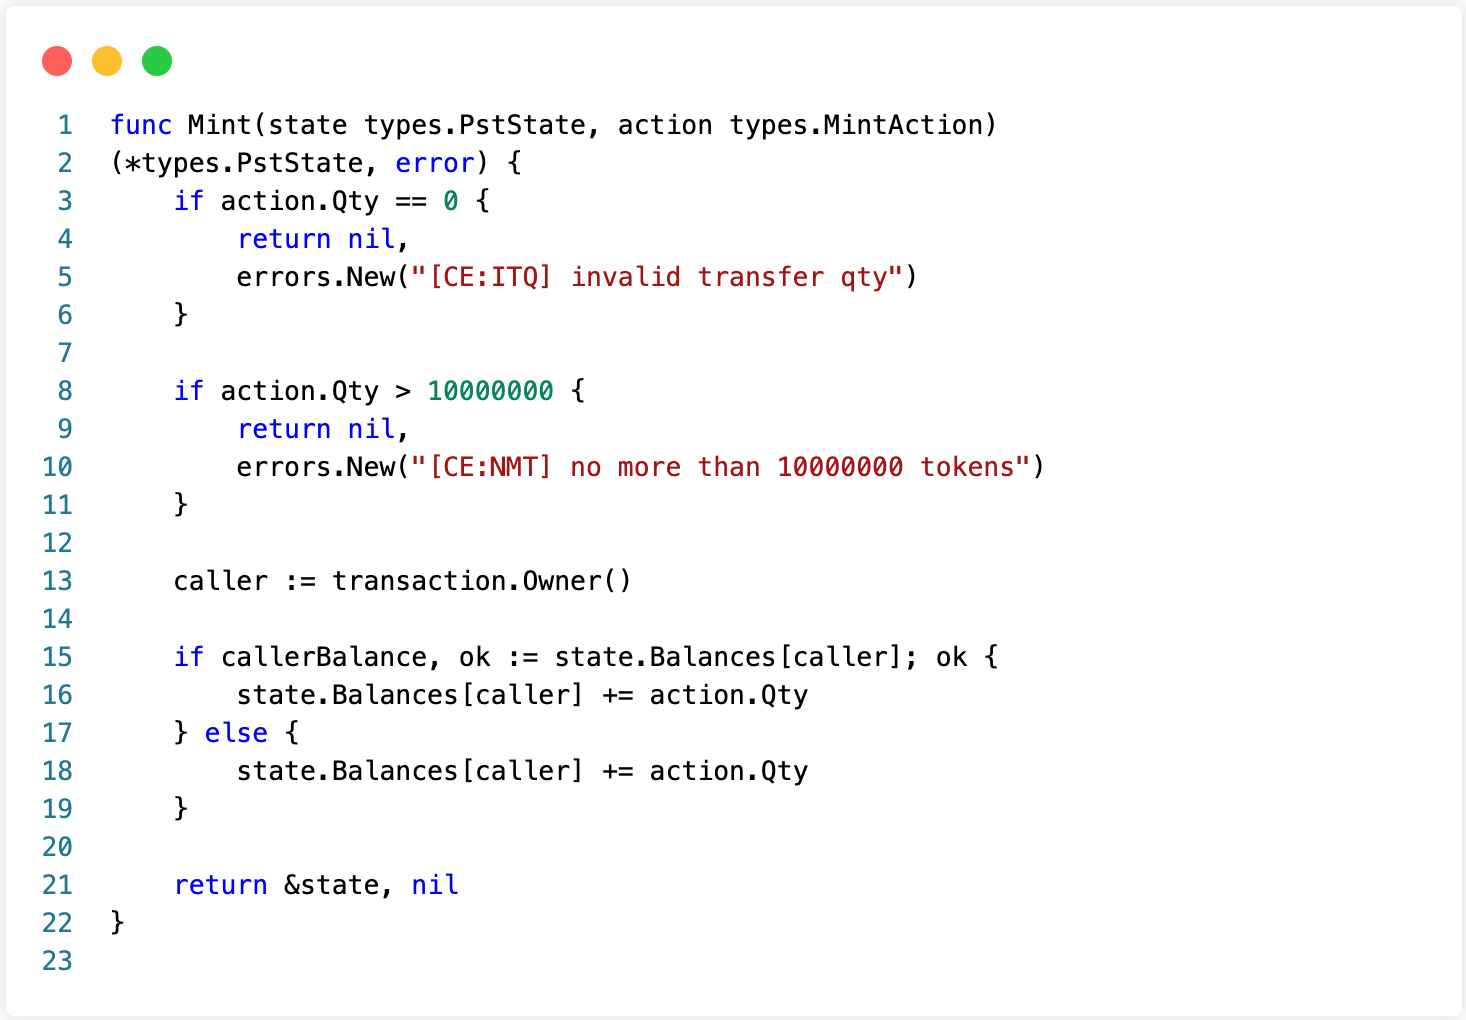 1 func Mint(state types.PstState, action types.MintAction)
2 (*types.PstState, error) {
3     if action.Qty == 0 {
4         return nil,
5         errors.New("[CE:ITQ] invalid transfer qty")
6     }
7
8     if action.Qty > 10000000 {
9         return nil,
10         errors.New("[CE:NMT] no more than 10000000 tokens")
11     }
12
13     caller := transaction.Owner()
14
15     if callerBalance, ok := state.Balances[caller]; ok {
16         state.Balances[caller] += action.Qty
17     } else {
18         state.Balances[caller] += action.Qty
19     }
20
21     return &state, nil
22 }
23